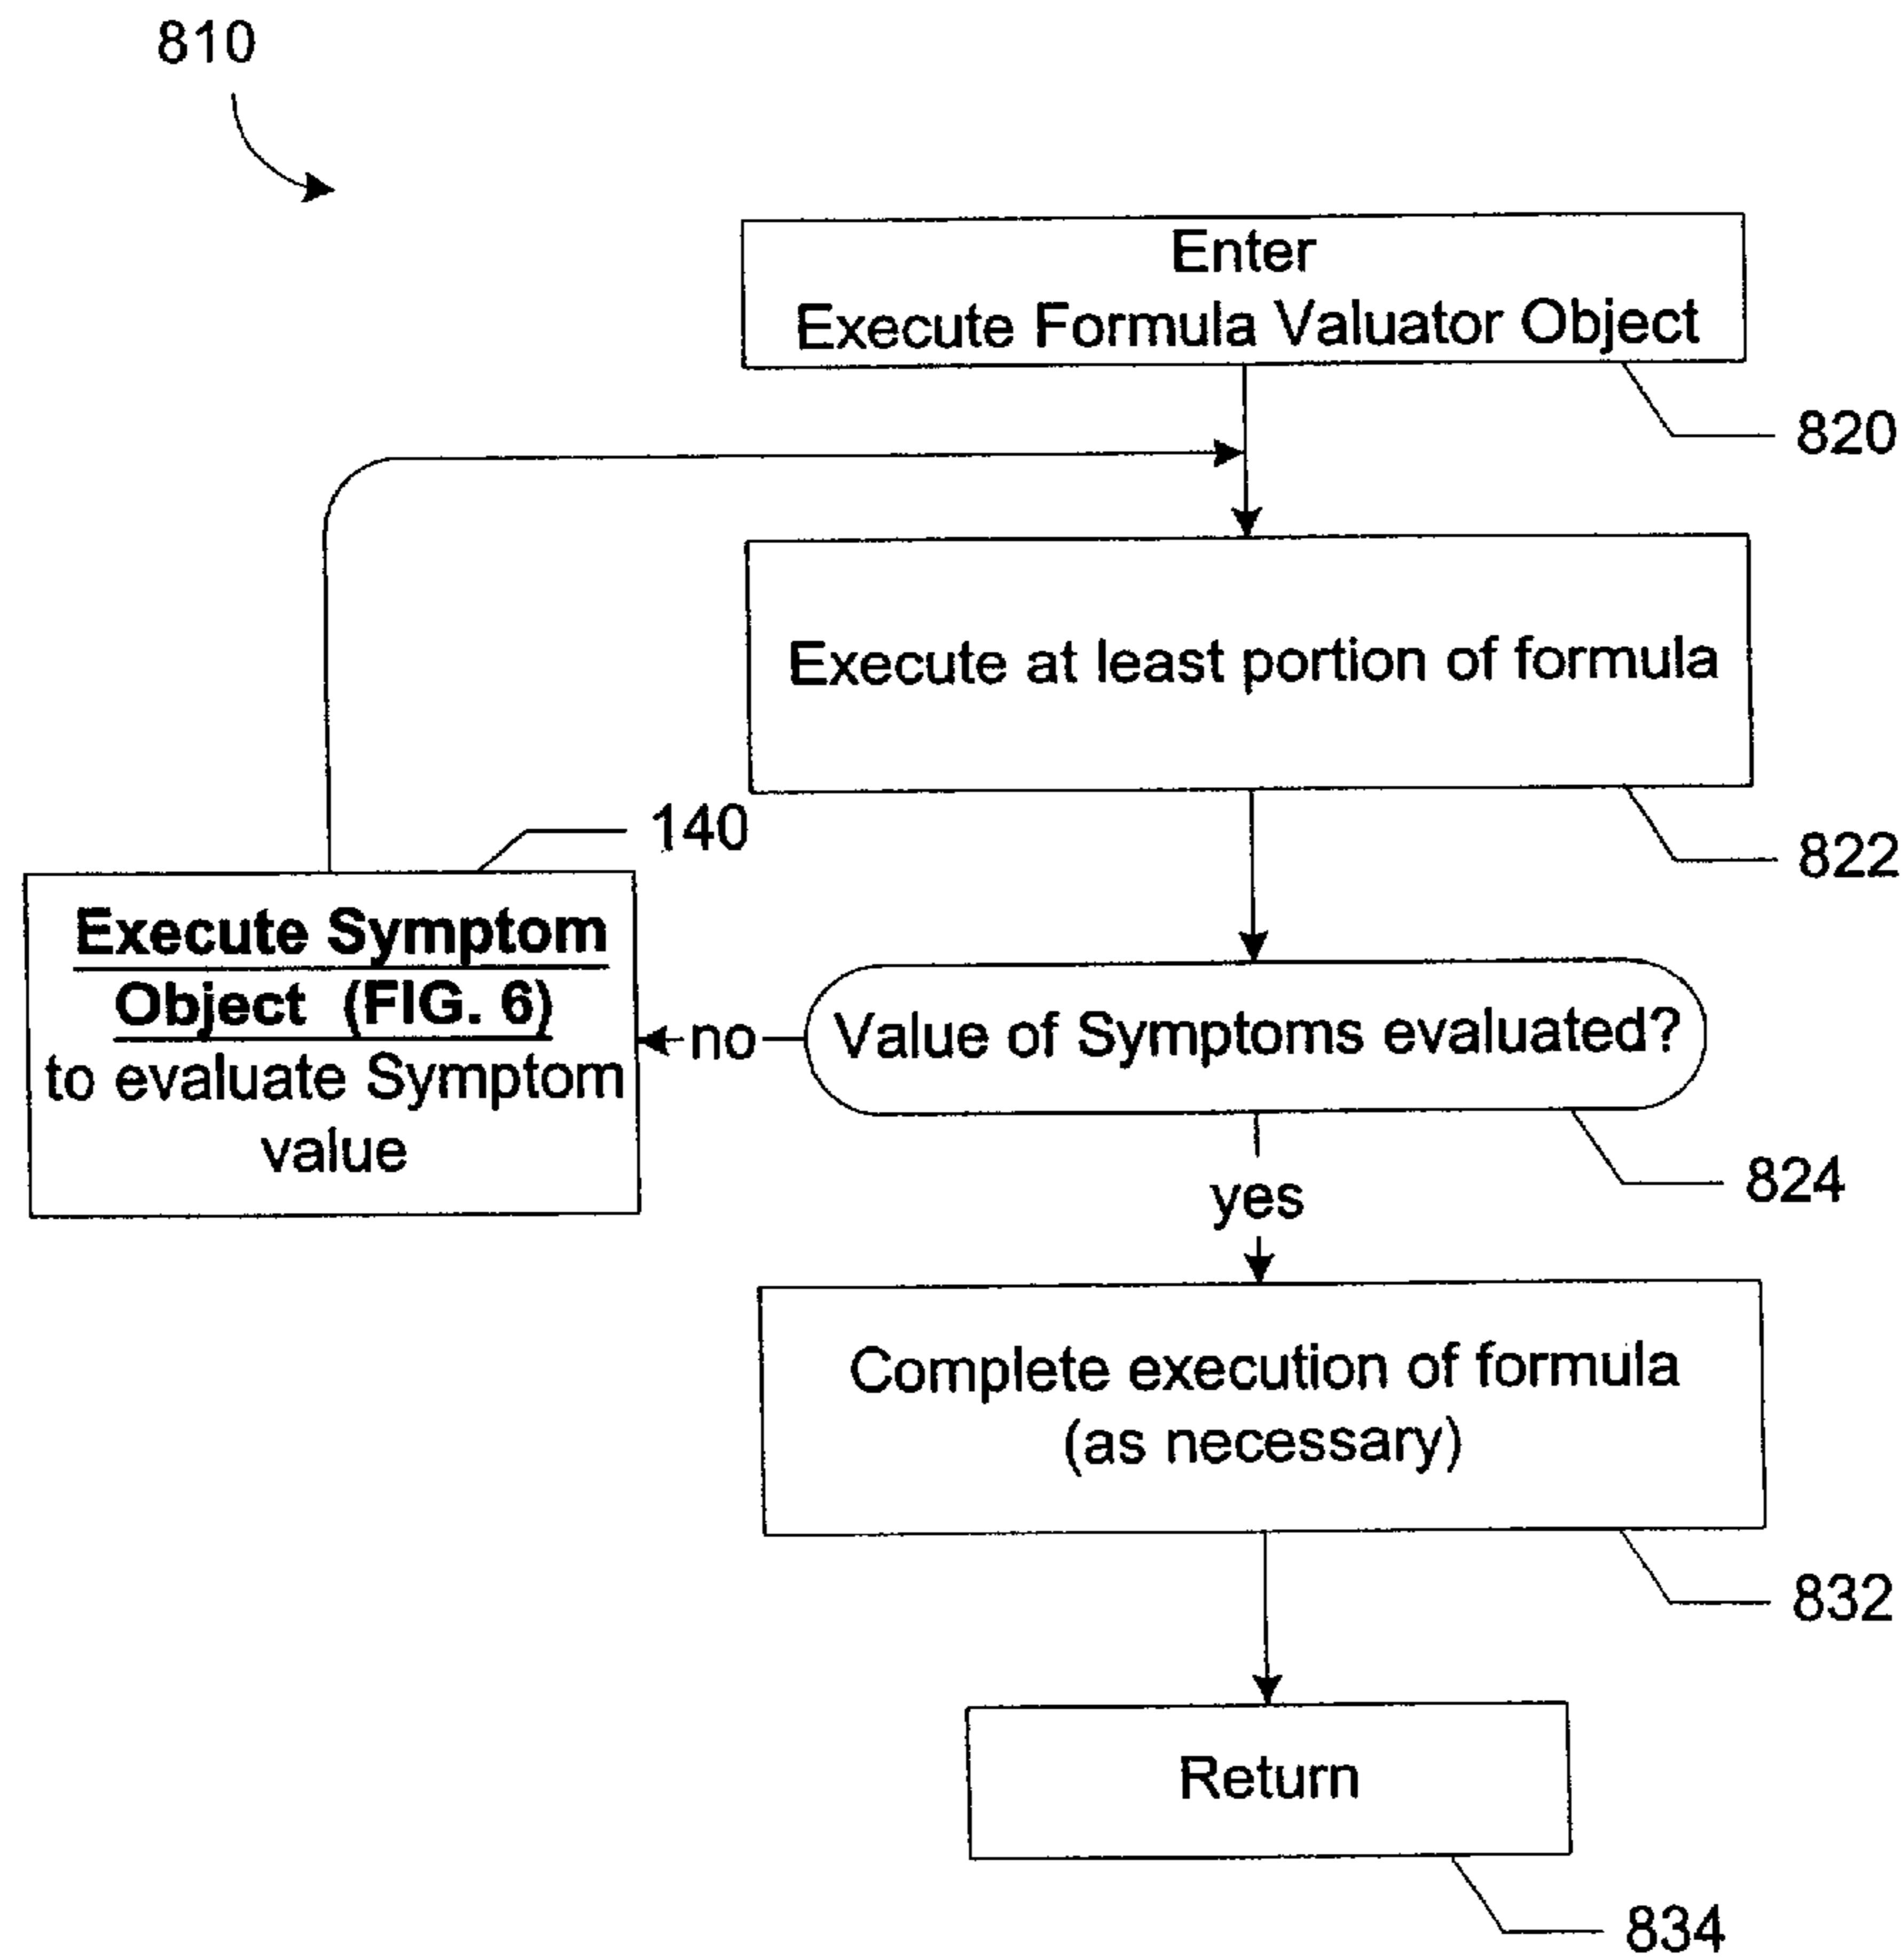 810
Enter
Execute Formula Valuator Object
820
Execute at least portion of formula
822
140
Execute Symptom
Object (FIG. 6)
to evaluate Symptom
value
no
Value of Symptoms evaluated?
824
yes
Complete execution of formula
(as necessary)
832
Return
834